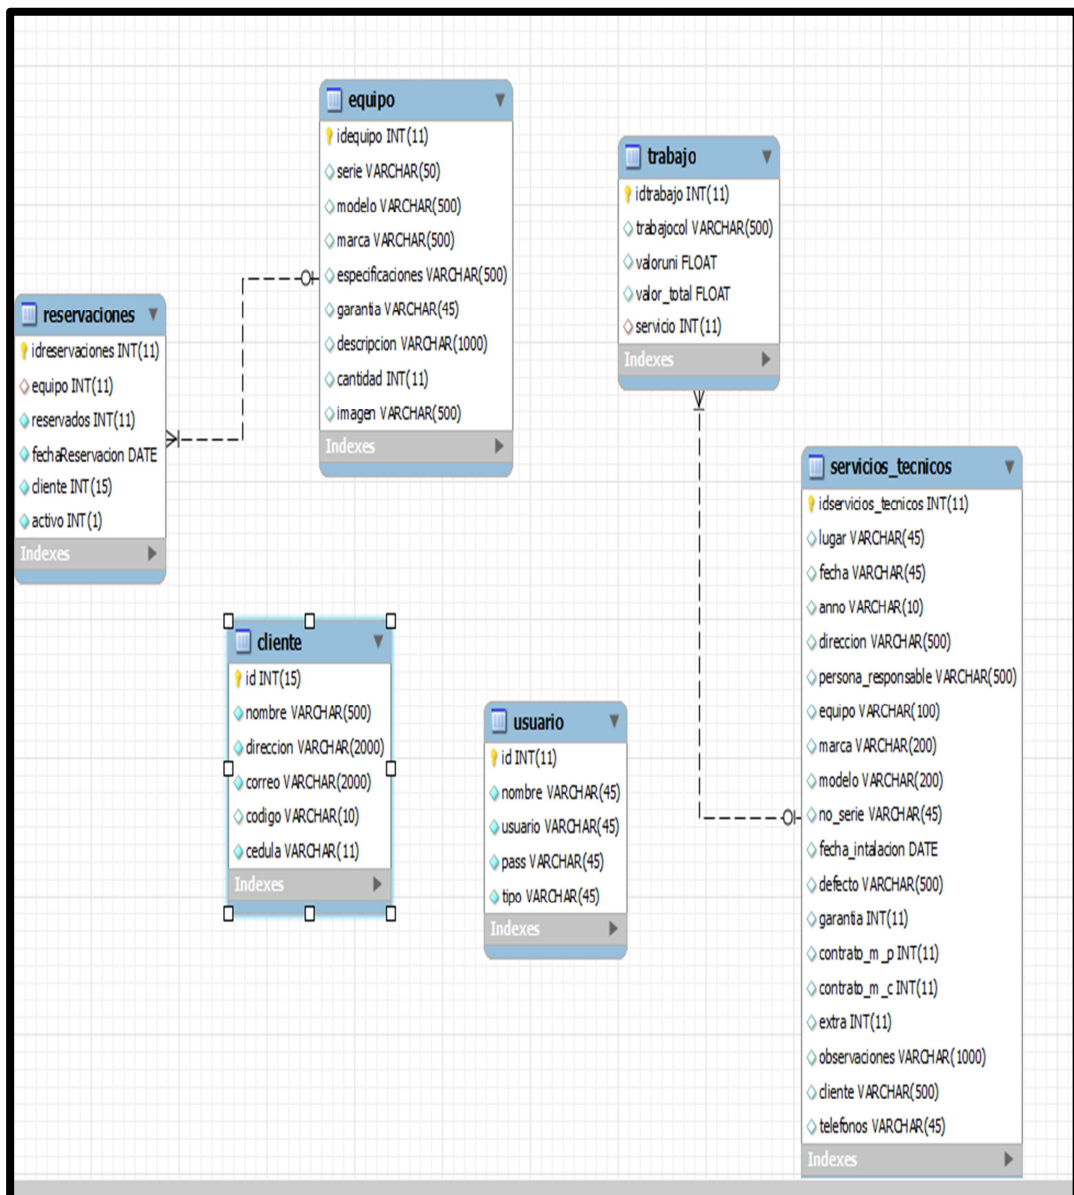 equipo
idequipo INT(11)
serie VARCHAR(50)
modelo VARCHAR(500)
marca VARCHAR(500)
especificaciones VARCHAR(500)
garantia VARCHAR(45)
descripcion VARCHAR(1000)
cantidad INT(11)
imagen VARCHAR(500)
Indexes
trabajo
idtrabajo INT(11)
trabajocol VARCHAR(500)
valoruni FLOAT
valor_total FLOAT
servicio INT(11)
Indexes
reservaciones
idreservaciones INT(11)
equipo INT(11)
reservados INT(11)
fechaReservacion DATE
cliente INT(15)
activo INT(1)
Indexes
servicios_tecnicos
idservicios_tecnicos INT(11)
lugar VARCHAR(45)
fecha VARCHAR(45)
anno VARCHAR(10)
direccion VARCHAR(500)
persona_responsable VARCHAR(500)
equipo VARCHAR(100)
marca VARCHAR(200)
modelo VARCHAR(200)
no_serie VARCHAR(45)
fecha_intalacion DATE
defecto VARCHAR(500)
garantia INT(11)
contrato_m_p INT(11)
contrato_m_c INT(11)
extra INT(11)
observaciones VARCHAR(1000)
cliente VARCHAR(500)
telefonos VARCHAR(45)
Indexes
cliente
id INT(15)
nombre VARCHAR(500)
direccion VARCHAR(2000)
correo VARCHAR(2000)
codigo VARCHAR(10)
cedula VARCHAR(11)
Indexes
usuario
id INT(11)
nombre VARCHAR(45)
usuario VARCHAR(45)
pass VARCHAR(45)
tipo VARCHAR(45)
Indexes